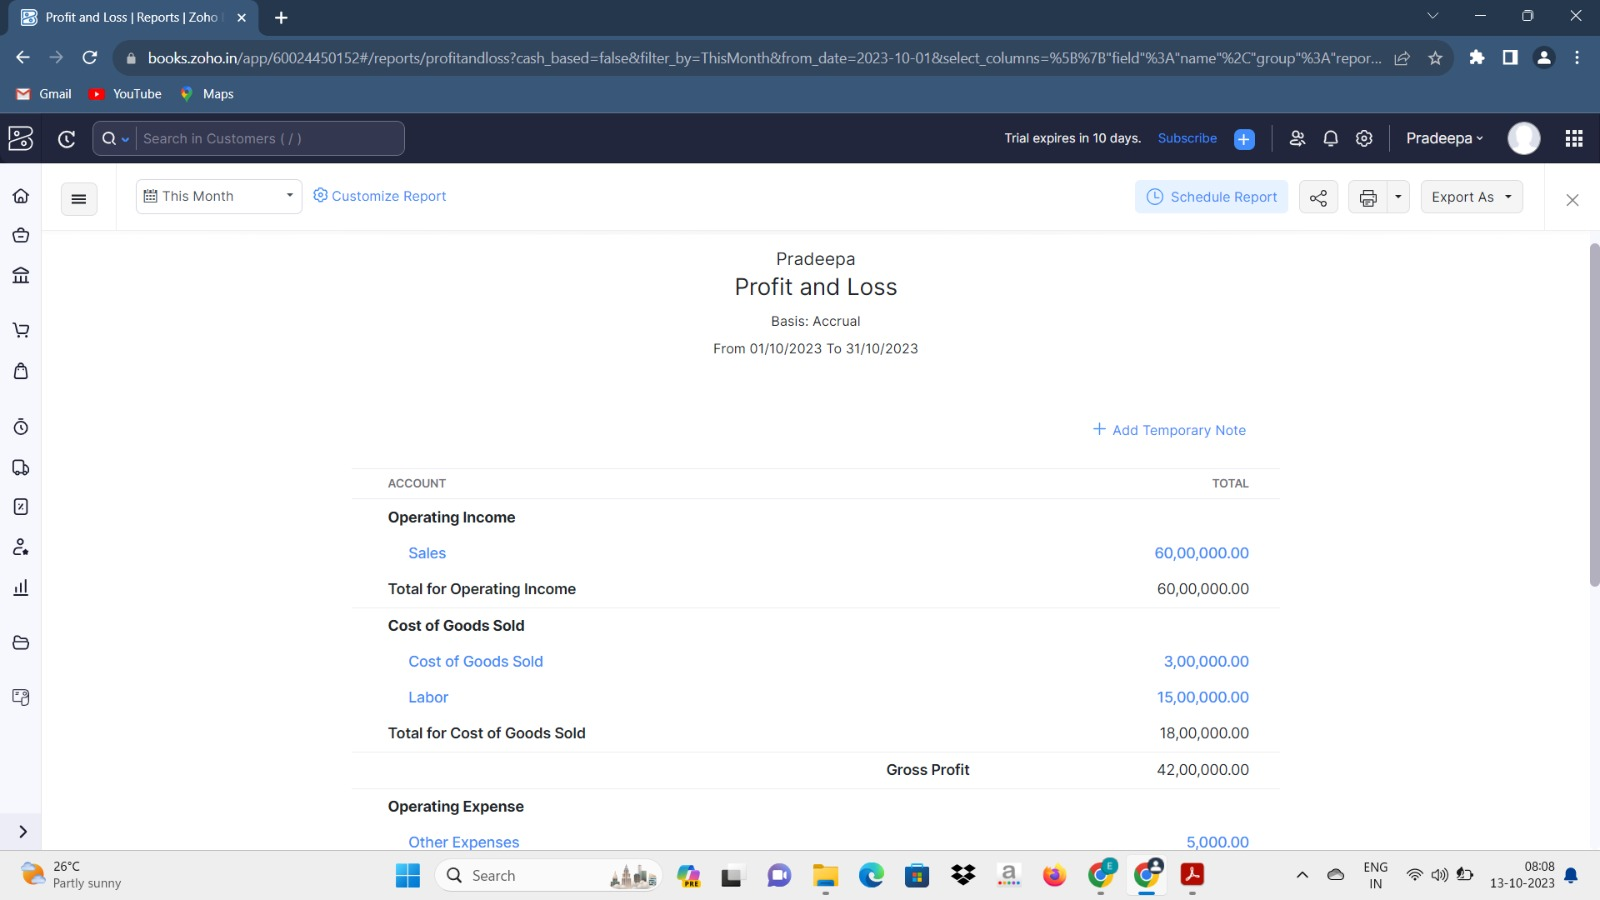 Profit and Loss | Reports | Zoho
books.zoho.in/app/60024450152#/reports/profitandloss?cash_based=false&filter_by=ThisMonth&from_date=2023-10-01&select_columns=%5B%7B"field"%3A"name"%2C"group"%3A"repor...
Gmail YouTube Maps
Search in Customers ( / ) Trial expires in 10 days. Subscribe Pradeepa
This Month Customize Report Schedule Report Export As
Pradeepa
Profit and Loss
Basis: Accrual
From 01/10/2023 To 31/10/2023
+ Add Temporary Note
ACCOUNT TOTAL
Operating Income
Sales 60,00,000.00
Total for Operating Income 60,00,000.00
Cost of Goods Sold
Cost of Goods Sold 3,00,000.00
Labor 15,00,000.00
Total for Cost of Goods Sold 18,00,000.00
Gross Profit 42,00,000.00
Operating Expense
Other Expenses 5,000.00
26°C
Partly sunny
Search
PRE
a
E
ENG
IN
08:08
13-10-2023